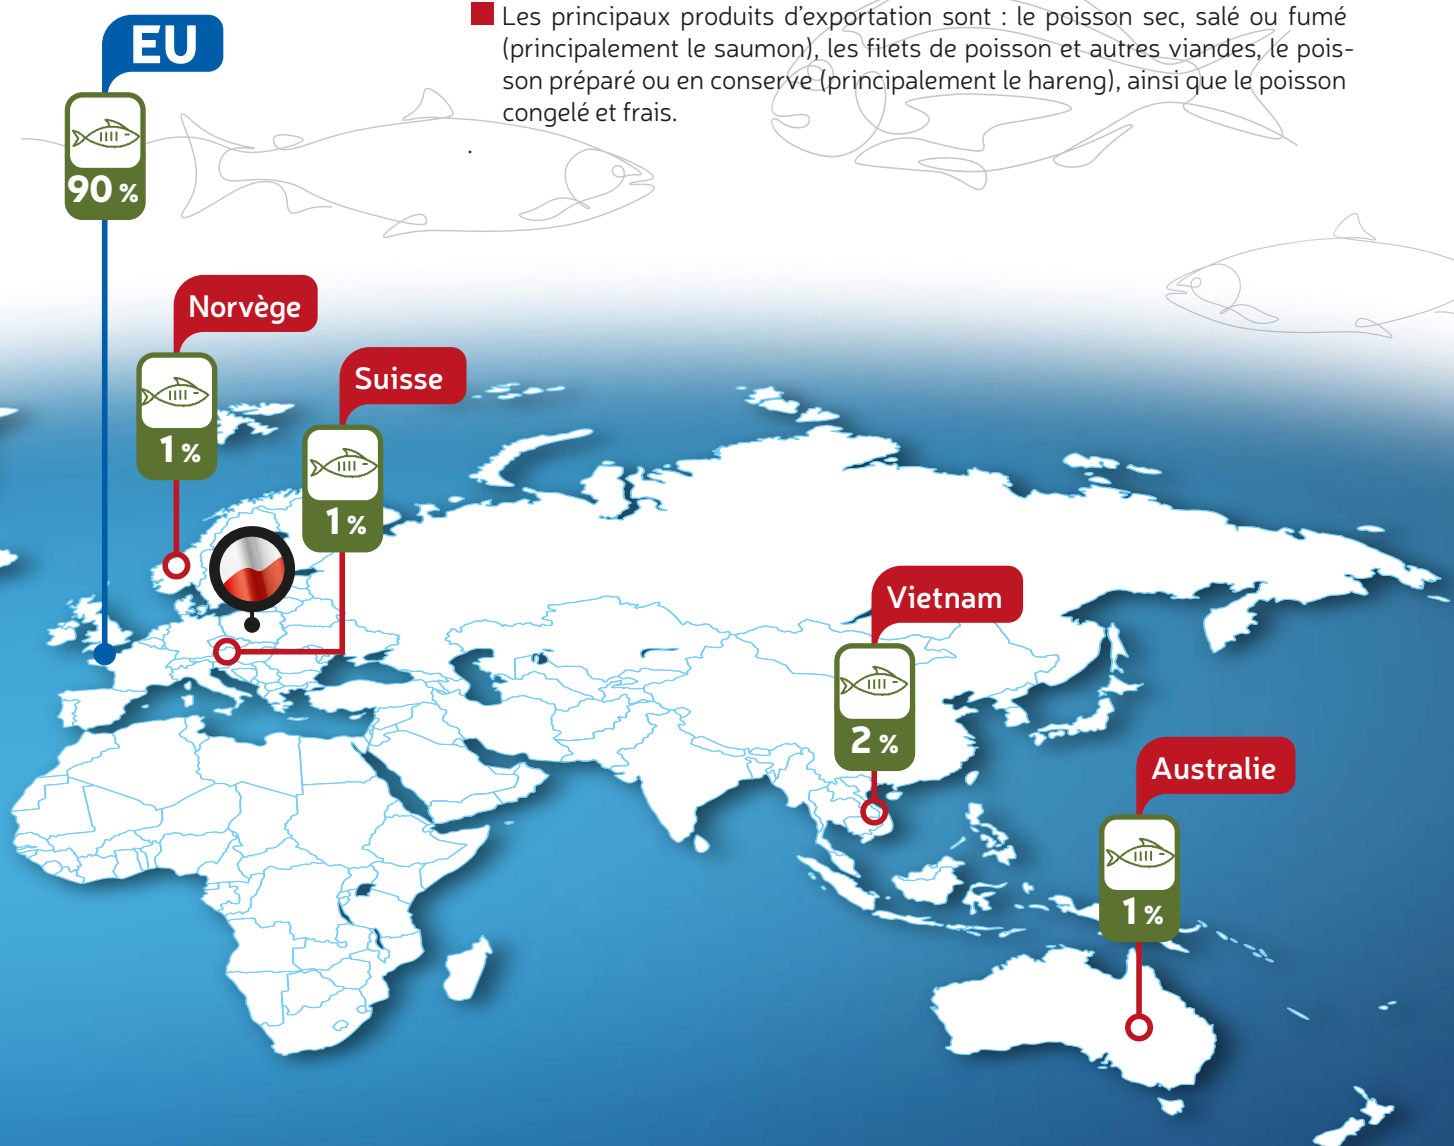 Les principaux produits d’exportation sont : le poisson sec, salé ou fumé
(principalement le saumon), les filets de poisson et autres viandes, le pois-
son préparé ou en conserve (principalement le hareng), ainsi que le poisson
congelé et frais.
EU
90 %
Norvège
1 %
Suisse
1 %
Vietnam
2 %
Australie
1 %